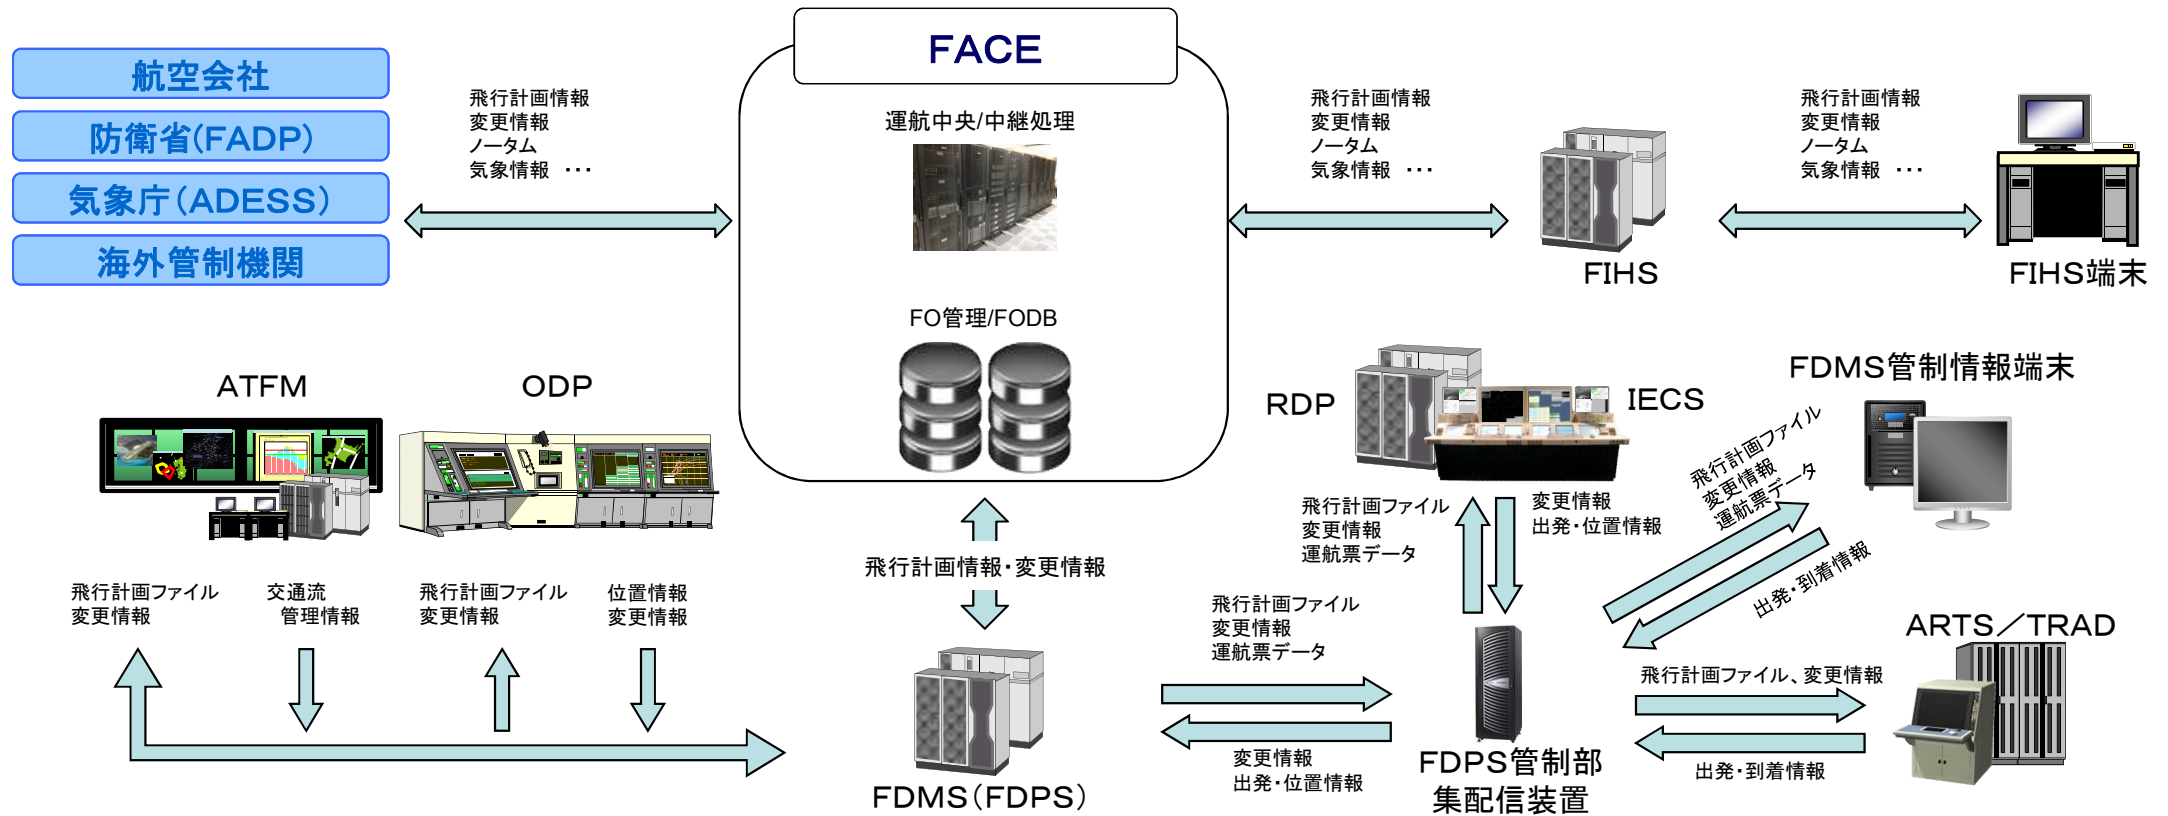 FACE
航空会社
防衛省(FADP)
気象庁(ADESS)
海外管制機関
飛行計画情報
変更情報
ノータム
気象情報 ･･･
運航中央/中継処理
FO管理/FODB
飛行計画情報
変更情報
ノータム
気象情報 ･･･
FIHS
飛行計画情報
変更情報
ノータム
気象情報 ･･･
FIHS端末
ATFM
ODP
飛行計画ファイル
変更情報
交通流
管理情報
飛行計画ファイル
変更情報
位置情報
変更情報
飛行計画情報・変更情報
FDMS(FDPS)
飛行計画ファイル
変更情報
運航票データ
変更情報
出発・位置情報
RDP
IECS
飛行計画ファイル
変更情報
運航票データ
変更情報
出発・位置情報
FDPS管制部
集配信装置
FDMS管制情報端末
飛行計画ファイル
変更情報
運航票データ
出発・到着情報
ARTS／TRAD
飛行計画ファイル、変更情報
出発・到着情報